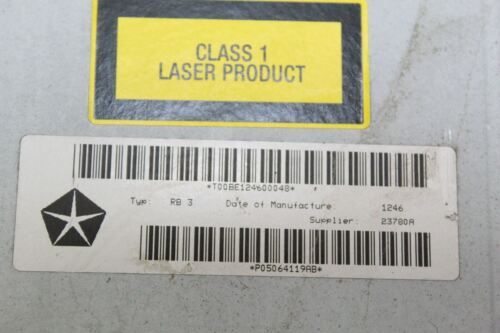 CLASS 1
LASER PRODUCT
*T00BE124600048*
Typ: RB 3 Date of Manufacture 1246
Supplier: 23780A
*P05064119AB*